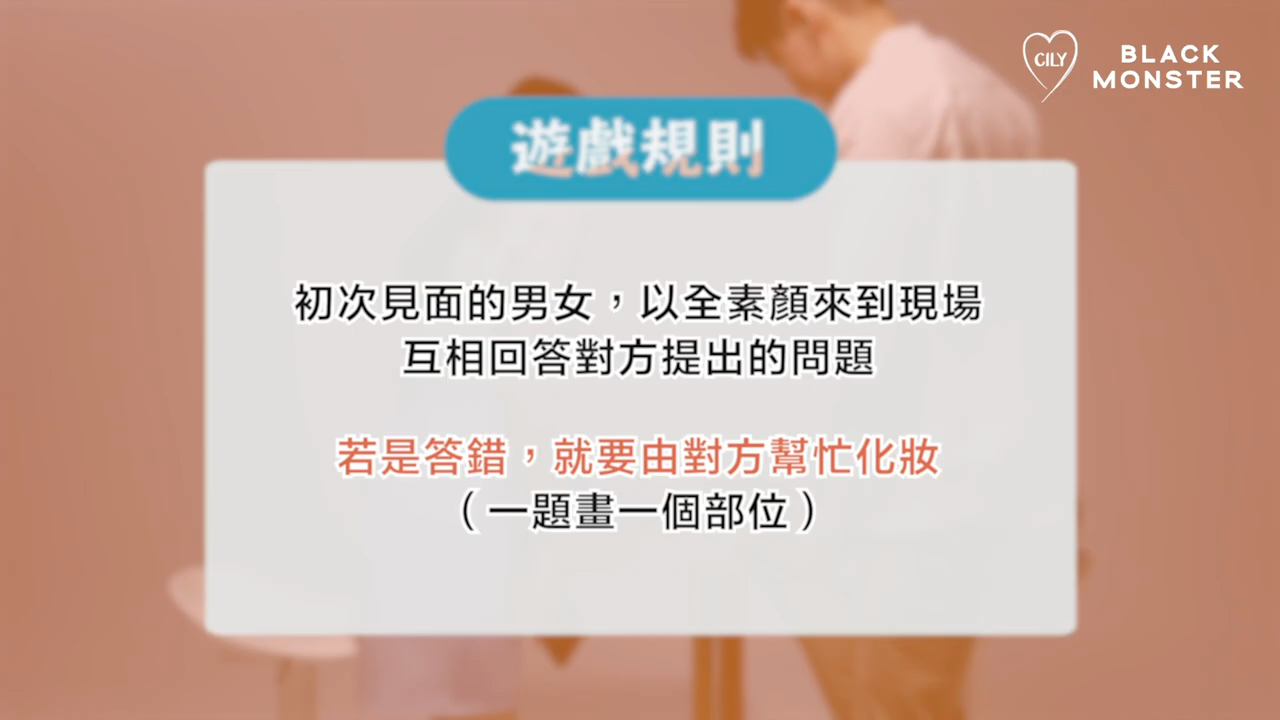 CILY
BLACK
MONSTER
遊戲規則
初次見面的男女，以全素顏來到現場
互相回答對方提出的問題
若是答錯，就要由對方幫忙化妝
（一題畫一個部位）